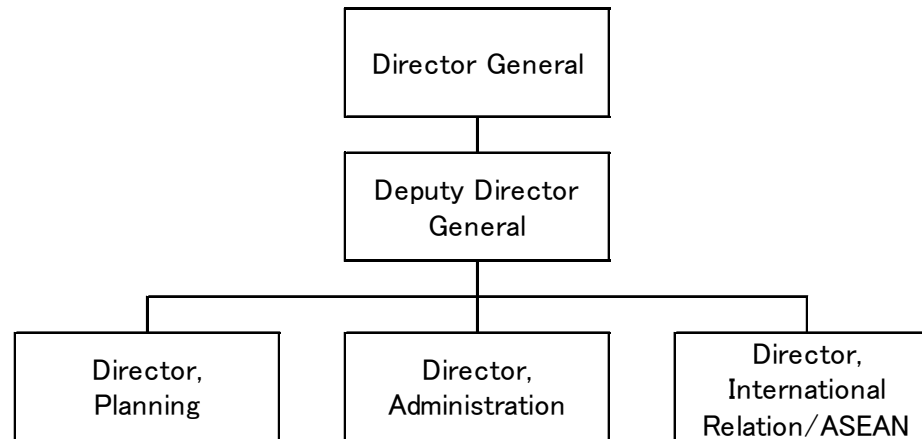 Director General
Deputy Director
General
Director,
Planning
Director,
Administration
Director,
International
Relation/ASEAN